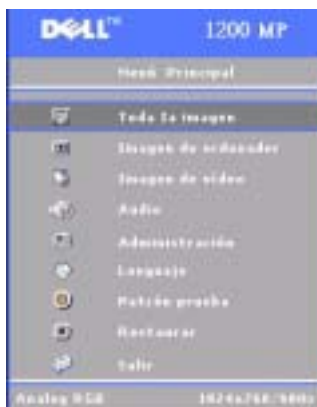 DELL™ 1200 MP
Menú Principal
Toda la imagen
Imagen de ordenador
Imagen de vídeo
Audio
Administración
Lenguaje
Patrón prueba
Restaurar
Salir
Analog RGB 1024x768/60Hz